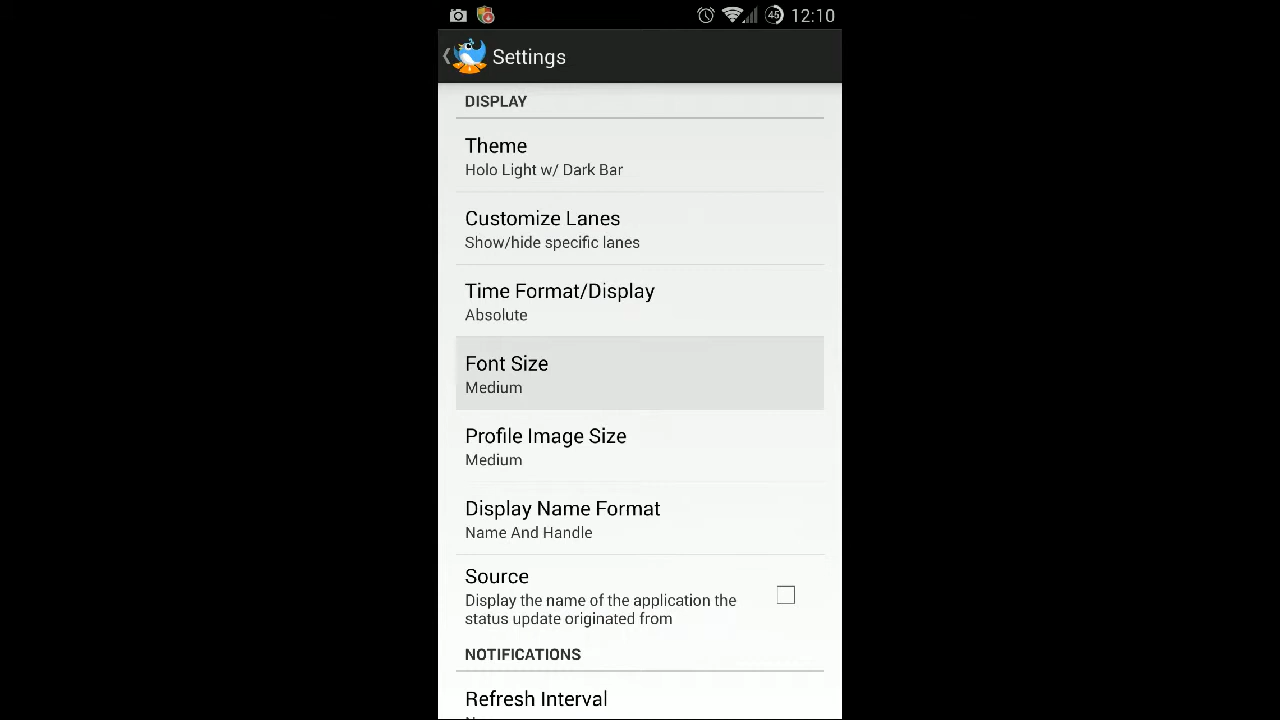 45 12:10
Settings
DISPLAY
Theme
Holo Light w/ Dark Bar
Customize Lanes
Show/hide specific lanes
Time Format/Display
Absolute
Font Size
Medium
Profile Image Size
Medium
Display Name Format
Name And Handle
Source
Display the name of the application the
status update originated from
NOTIFICATIONS
Refresh Interval